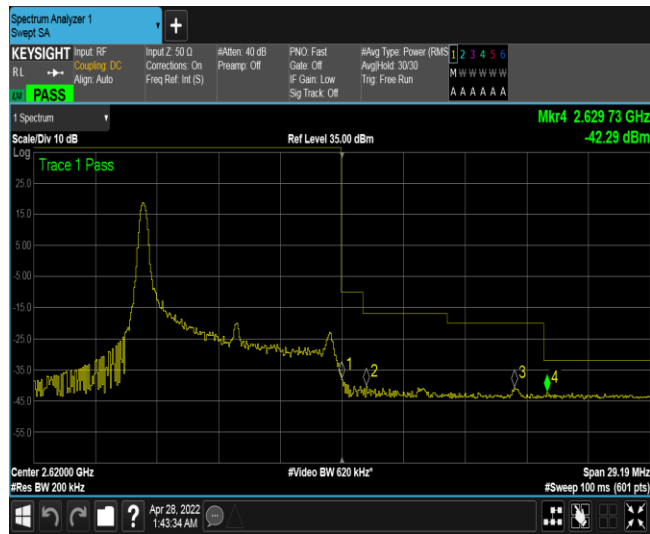 Spectrum Analyzer 1
Swept SA
+
KEYSIGHT
RL
Input: RF
Coupling: DC
Align: Auto
Input Z: 50 Ω
Corrections: On
Freq Ref: Int (S)
#Atten: 40 dB
Preamp: Off
PNO: Fast
Gate: Off
IF Gain: Low
Sig Track: Off
#Avg Type: Power (RMS
Avg|Hold: 30/30
Trig: Free Run
1 2 3 4 5 6
M W W W W W
A A A A A A
PASS
1 Spectrum
Mkr4 2.629 73 GHz
Scale/Div 10 dB
Ref Level 35.00 dBm
-42.29 dBm
Log
Trace 1 Pass
25.0
15.0
5.00
-5.00
-15.0
-25.0
-35.0
-45.0
-55.0
1
2
3
4
Center 2.62000 GHz
#Video BW 620 kHz*
Span 29.19 MHz
#Res BW 200 kHz
#Sweep 100 ms (601 pts)
?
Apr 28, 2022
1:43:34 AM